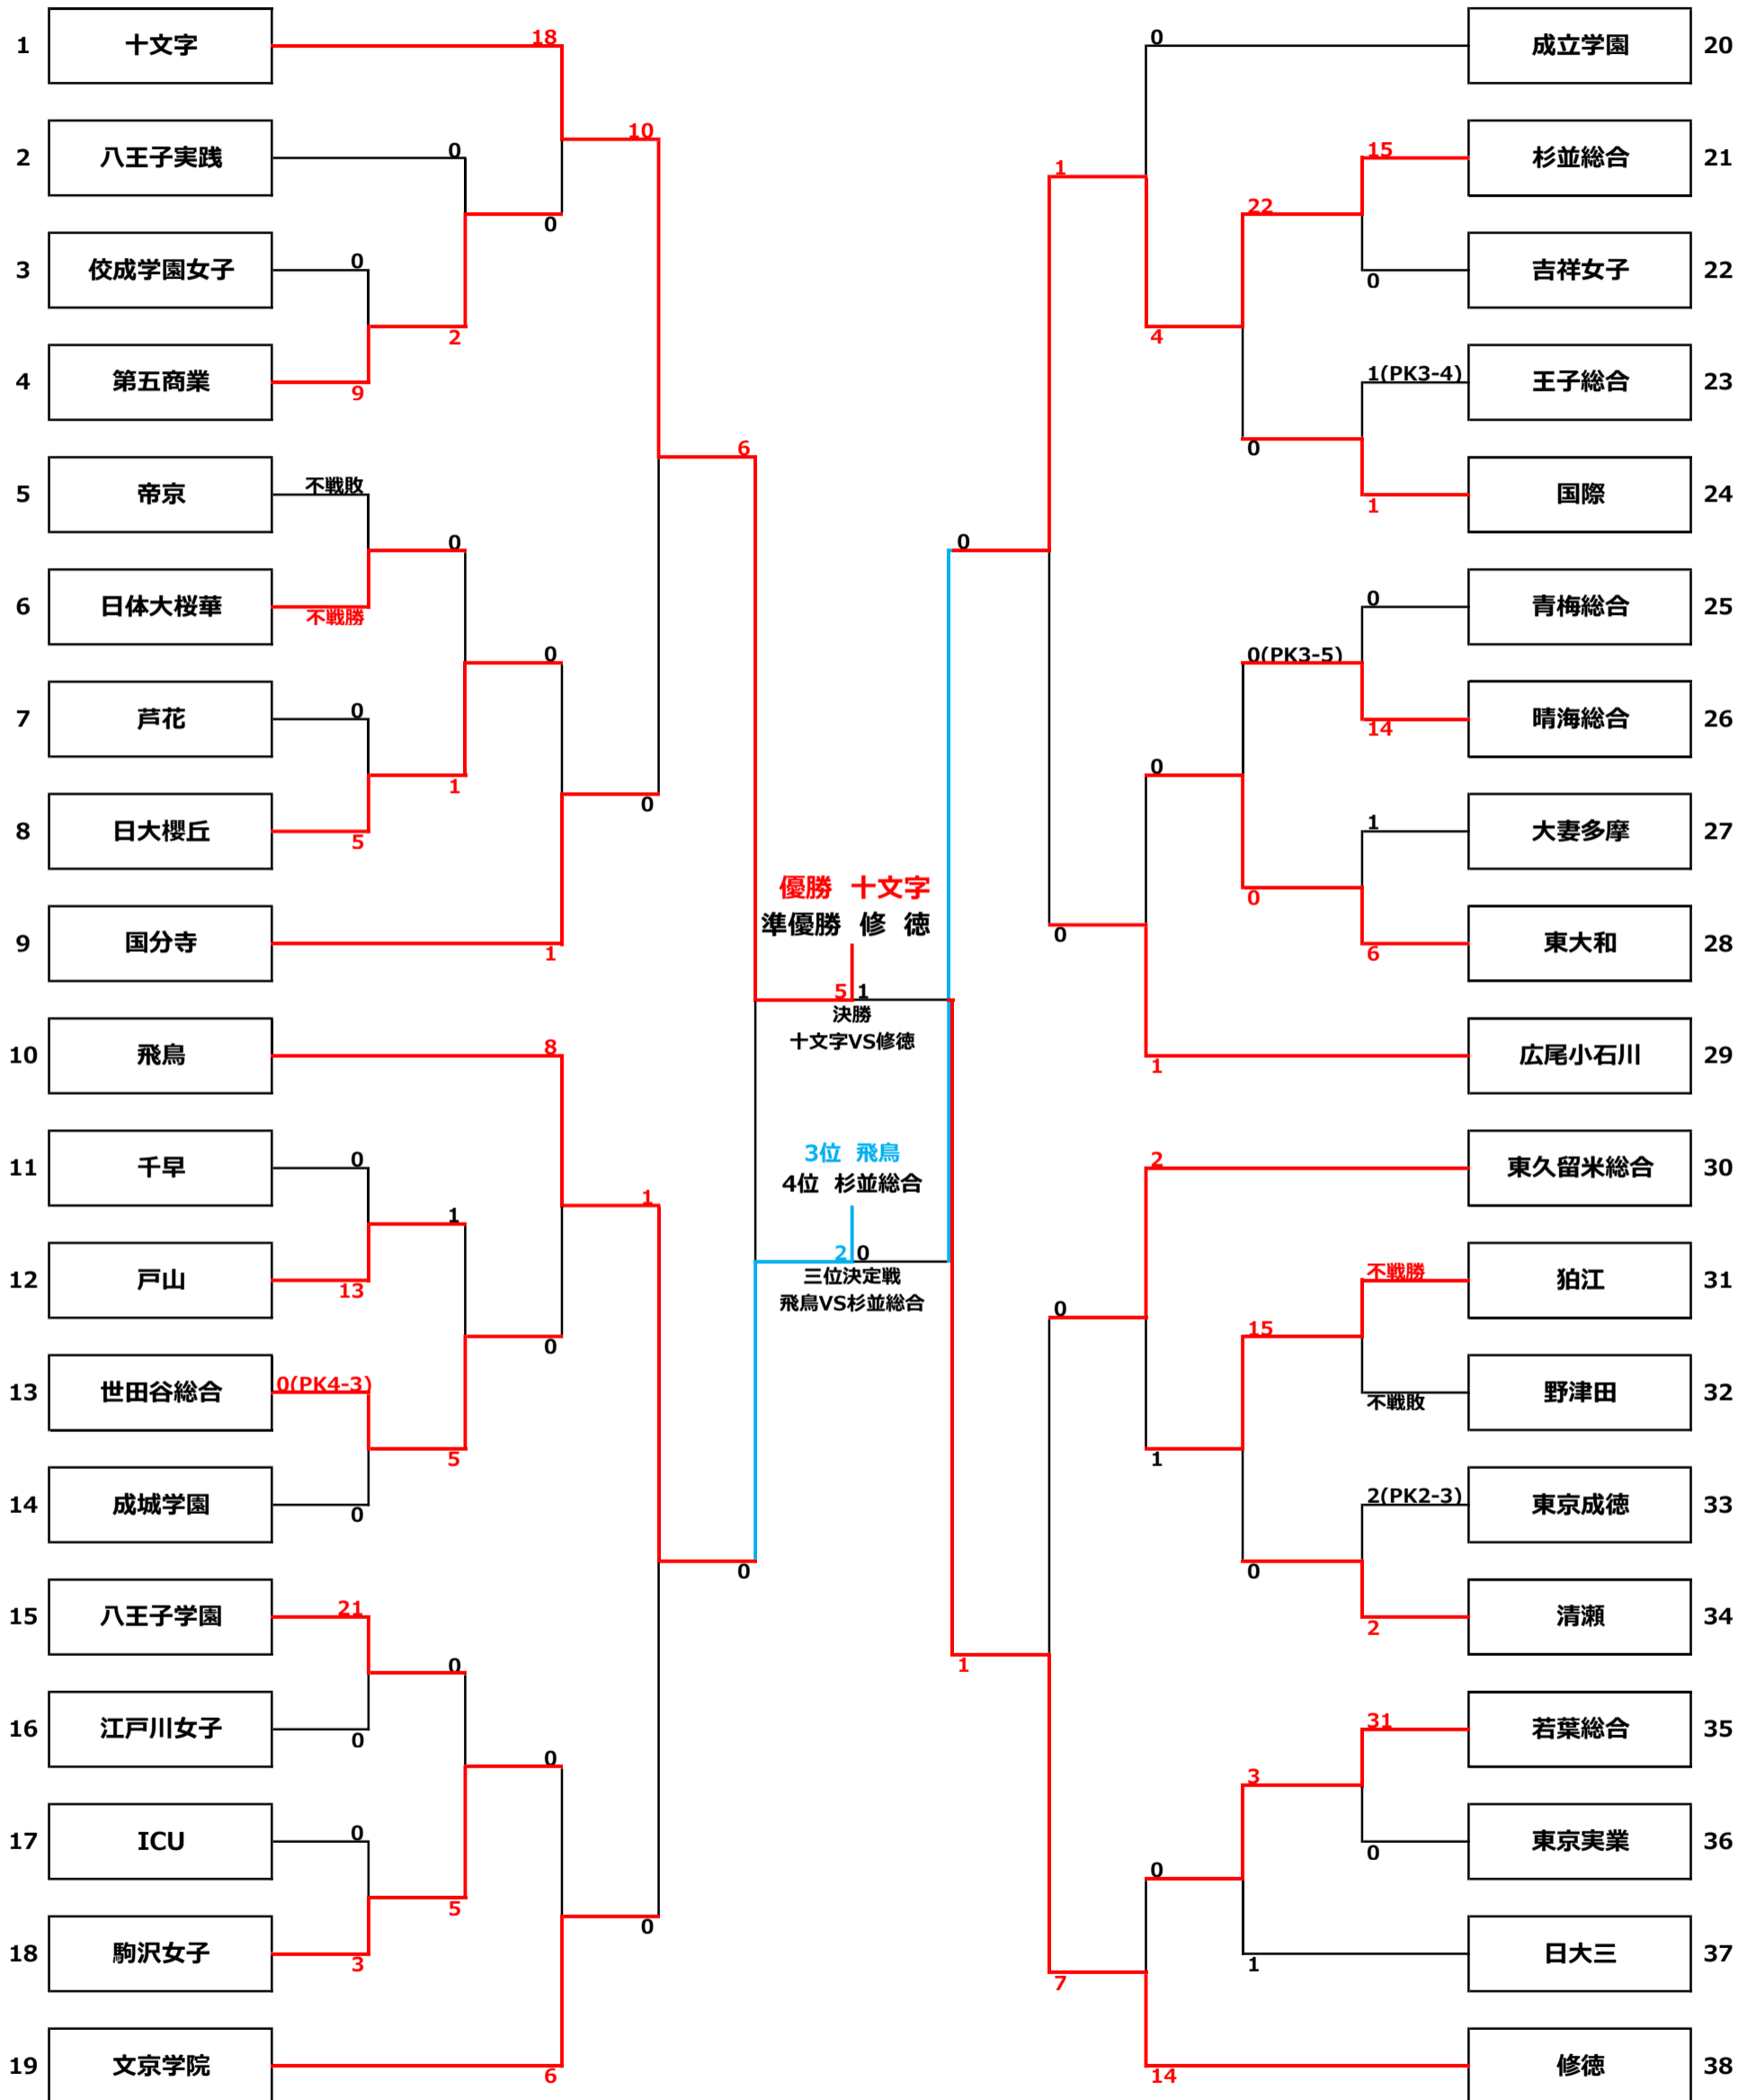 1 十文字 18
10
2 八王子実践 0
0
3 佼成学園女子 0
2
4 第五商業 9
6
5 帝京 不戦敗
0
6 日体大桜華 不戦勝
0
7 芦花 0
1
0
8 日大櫻丘 5
9 国分寺 1
10 飛鳥 8
11 千早 0
1
1
12 戸山 13
0
13 世田谷総合 0(PK4-3)
5
14 成城学園 0
0
15 八王子学園 21
0
16 江戸川女子 0
0
17 ICU 0
5
0
18 駒沢女子 3
19 文京学院 6
優勝 十文字
準優勝 修 徳
5 1
決勝
十文字VS修徳
3位 飛鳥
4位 杉並総合
2 0
三位決定戦
飛鳥VS杉並総合
0 成立学園 20
15 杉並総合 21
1
22
0 吉祥女子 22
4
1(PK3-4) 王子総合 23
0
1 国際 24
0
0 青梅総合 25
0(PK3-5)
14 晴海総合 26
0
1 大妻多摩 27
0
0
6 東大和 28
1 広尾小石川 29
2 東久留米総合 30
不戦勝 狛江 31
0
15
不戦敗 野津田 32
1
2(PK2-3) 東京成徳 33
0
2 清瀬 34
1
31 若葉総合 35
3
0 東京実業 36
0
1 日大三 37
7
14 修徳 38